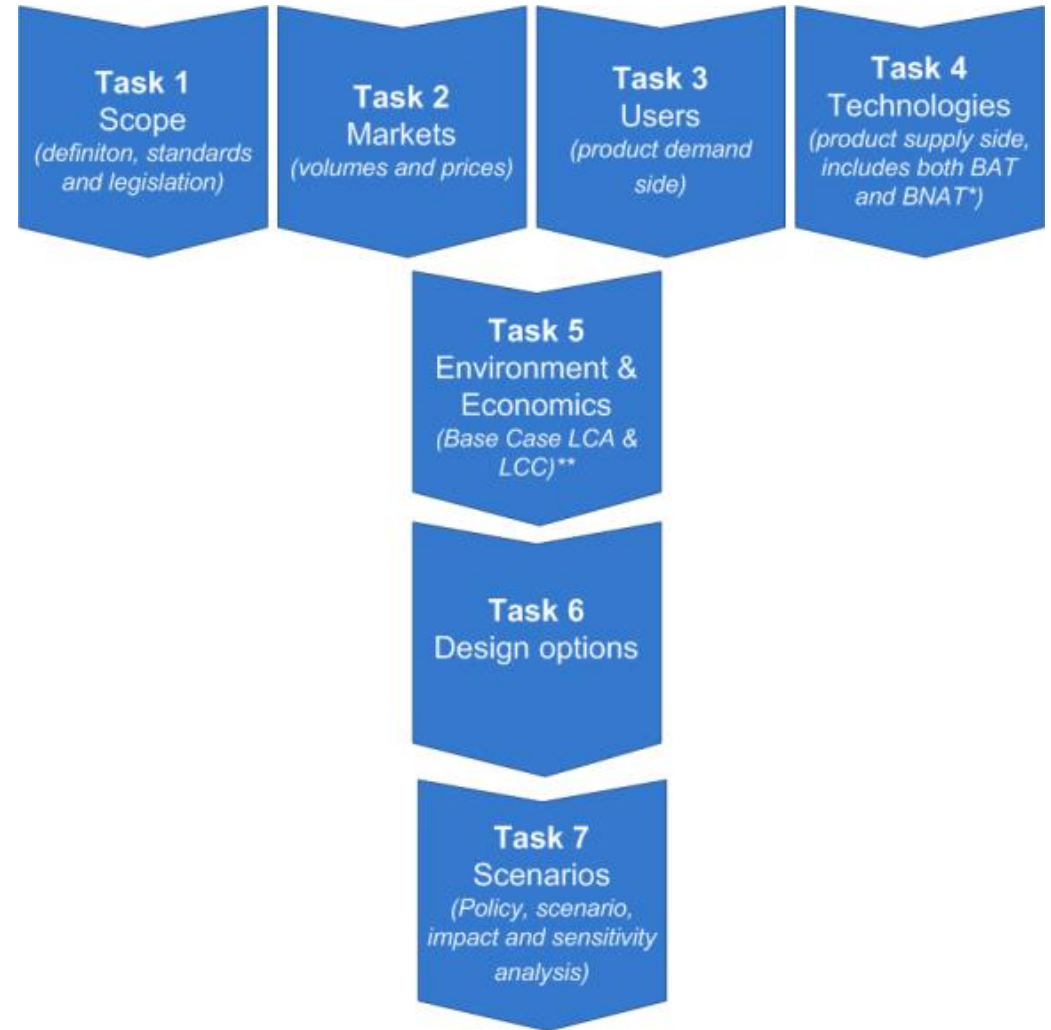 Task 1
Scope
(definiton, standards
and legislation)
Task 2
Markets
(volumes and prices)
Task 3
Users
(product demand
side)
Task 4
Technologies
(product supply side,
includes both BAT
and BNAT*)
Task 5
Environment &
Economics
(Base Case LCA &
LCC)**
Task 6
Design options
Task 7
Scenarios
(Policy, scenario,
impact and sensitivity
analysis)